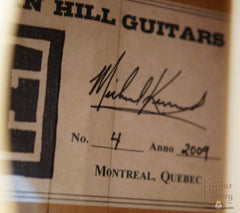 N HILL GUITARS
No. 4 Anno 2009
MONTREAL, QUEBEC